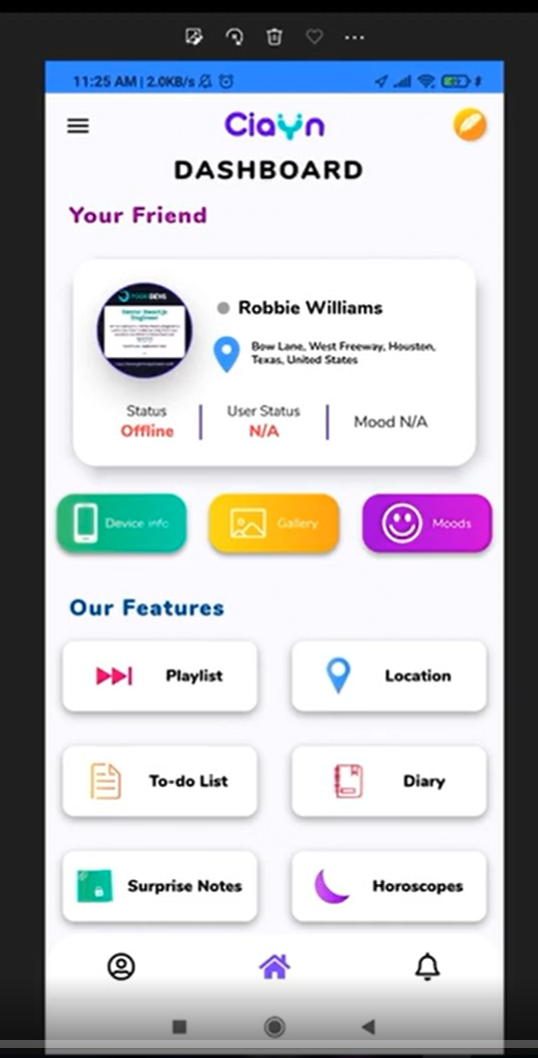 11:25 AM | 2.0KB/s
Ciayn
DASHBOARD
Your Friend
Robbie Williams
Bow Lane, West Freeway, Houston,
Texas, United States
Status
Offline
User Status
N/A
Mood N/A
Device info
Gallery
Moods
Our Features
Playlist
Location
To-do List
Diary
Surprise Notes
Horoscopes